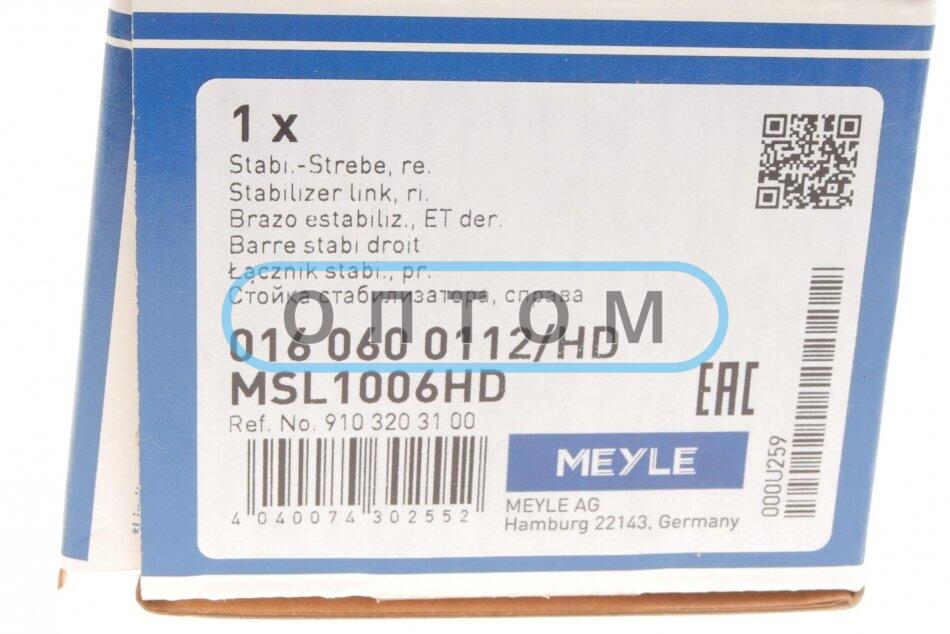 1 x
Stabi.-Strebe, re.
Stabilizer link, ri.
Brazo estabiliz., ET der.
Barre stabi droit
Łącznik stabi., pr.
Стойка стабилизатора, справа
ОПТОМ
016 060 0112/HD
MSL1006HD
Ref. No. 910 320 31 00
EAC
4 040074 302552
MEYLE
MEYLE AG
Hamburg 22143, Germany
000U259